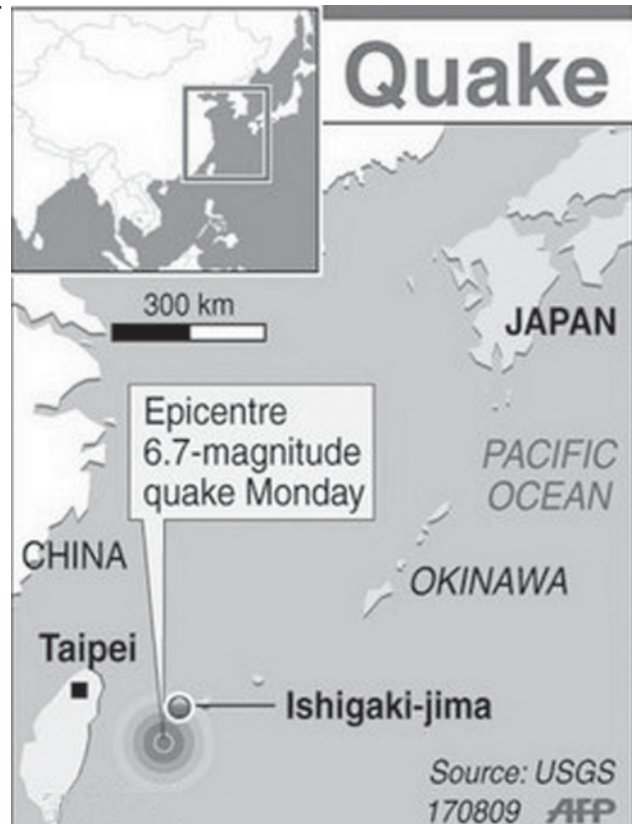 Quake
300 km
JAPAN
Epicentre
6.7-magnitude
quake Monday
PACIFIC
OCEAN
CHINA
OKINAWA
Taipei
Ishigaki-jima
Source: USGS
170809 AFP